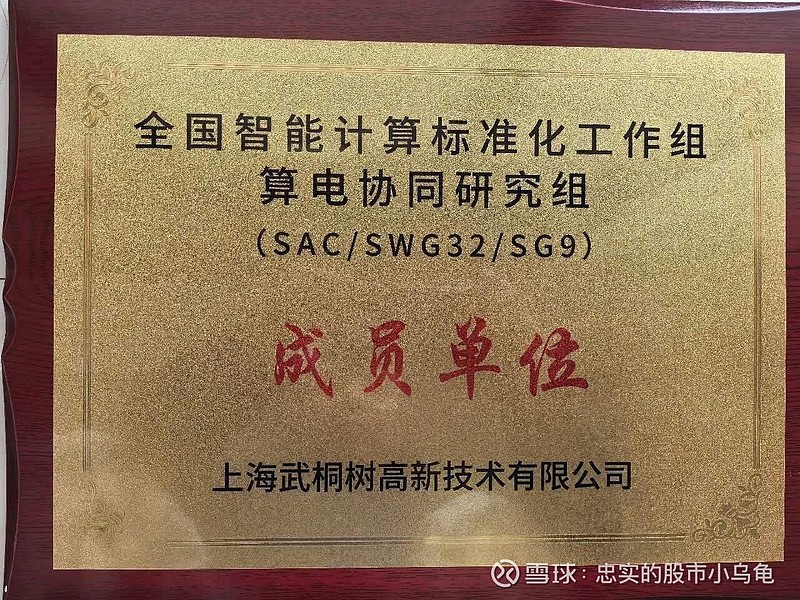 全国智能计算标准化工作组
算电协同研究组
（SAC/SWG32/SG9）
成员单位
上海武桐树高新技术有限公司
雪球：忠实的股市小乌龟